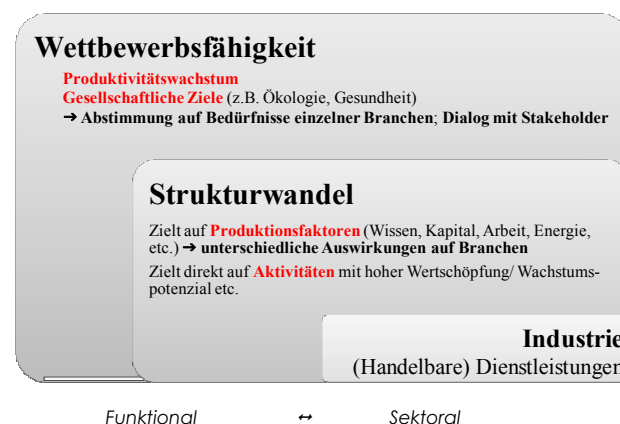 Wettbewerbsfähigkeit
Produktivitätswachstum
Gesellschaftliche Ziele (z.B. Ökologie, Gesundheit)
→ Abstimmung auf Bedürfnisse einzelner Branchen; Dialog mit Stakeholder
Strukturwandel
Zielt auf Produktionsfaktoren (Wissen, Kapital, Arbeit, Energie,
etc.) → unterschiedliche Auswirkungen auf Branchen
Zielt direkt auf Aktivitäten mit hoher Wertschöpfung/ Wachstums-
potenzial etc.
Industrie
(Handelbare) Dienstleistungen
Funktional ↔ Sektoral